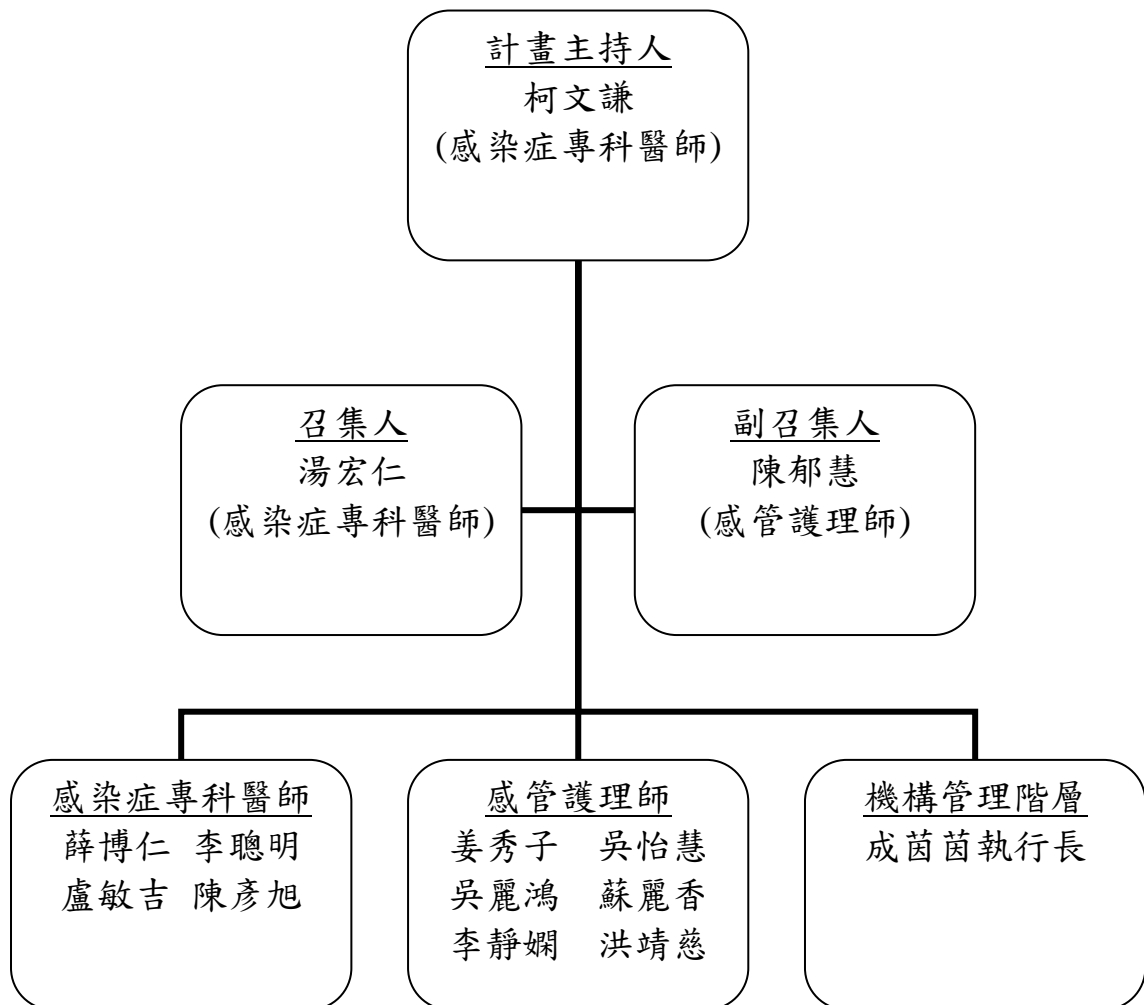 計畫主持人
柯文謙
(感染症專科醫師)
召集人
湯宏仁
(感染症專科醫師)
副召集人
陳郁慧
(感管護理師)
感染症專科醫師
薛博仁 李聰明
盧敏吉 陳彥旭
感管護理師
姜秀子 吳怡慧
吳麗鴻 蘇麗香
李靜嫻 洪靖慈
機構管理階層
成茵茵執行長